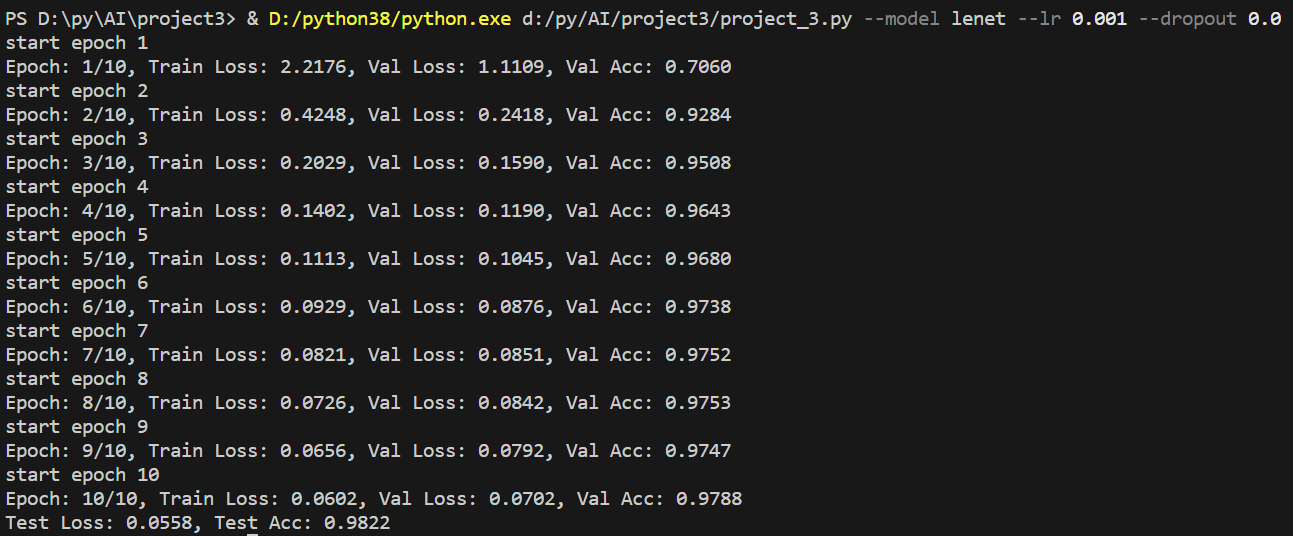 PS D:\py\AI\project3> & D:/python38/python.exe d:/py/AI/project3/project_3.py --model lenet --lr 0.001 --dropout 0.0
start epoch 1
Epoch: 1/10, Train Loss: 2.2176, Val Loss: 1.1109, Val Acc: 0.7060
start epoch 2
Epoch: 2/10, Train Loss: 0.4248, Val Loss: 0.2418, Val Acc: 0.9284
start epoch 3
Epoch: 3/10, Train Loss: 0.2029, Val Loss: 0.1590, Val Acc: 0.9508
start epoch 4
Epoch: 4/10, Train Loss: 0.1402, Val Loss: 0.1190, Val Acc: 0.9643
start epoch 5
Epoch: 5/10, Train Loss: 0.1113, Val Loss: 0.1045, Val Acc: 0.9680
start epoch 6
Epoch: 6/10, Train Loss: 0.0929, Val Loss: 0.0876, Val Acc: 0.9738
start epoch 7
Epoch: 7/10, Train Loss: 0.0821, Val Loss: 0.0851, Val Acc: 0.9752
start epoch 8
Epoch: 8/10, Train Loss: 0.0726, Val Loss: 0.0842, Val Acc: 0.9753
start epoch 9
Epoch: 9/10, Train Loss: 0.0656, Val Loss: 0.0792, Val Acc: 0.9747
start epoch 10
Epoch: 10/10, Train Loss: 0.0602, Val Loss: 0.0702, Val Acc: 0.9788
Test Loss: 0.0558, Test Acc: 0.9822